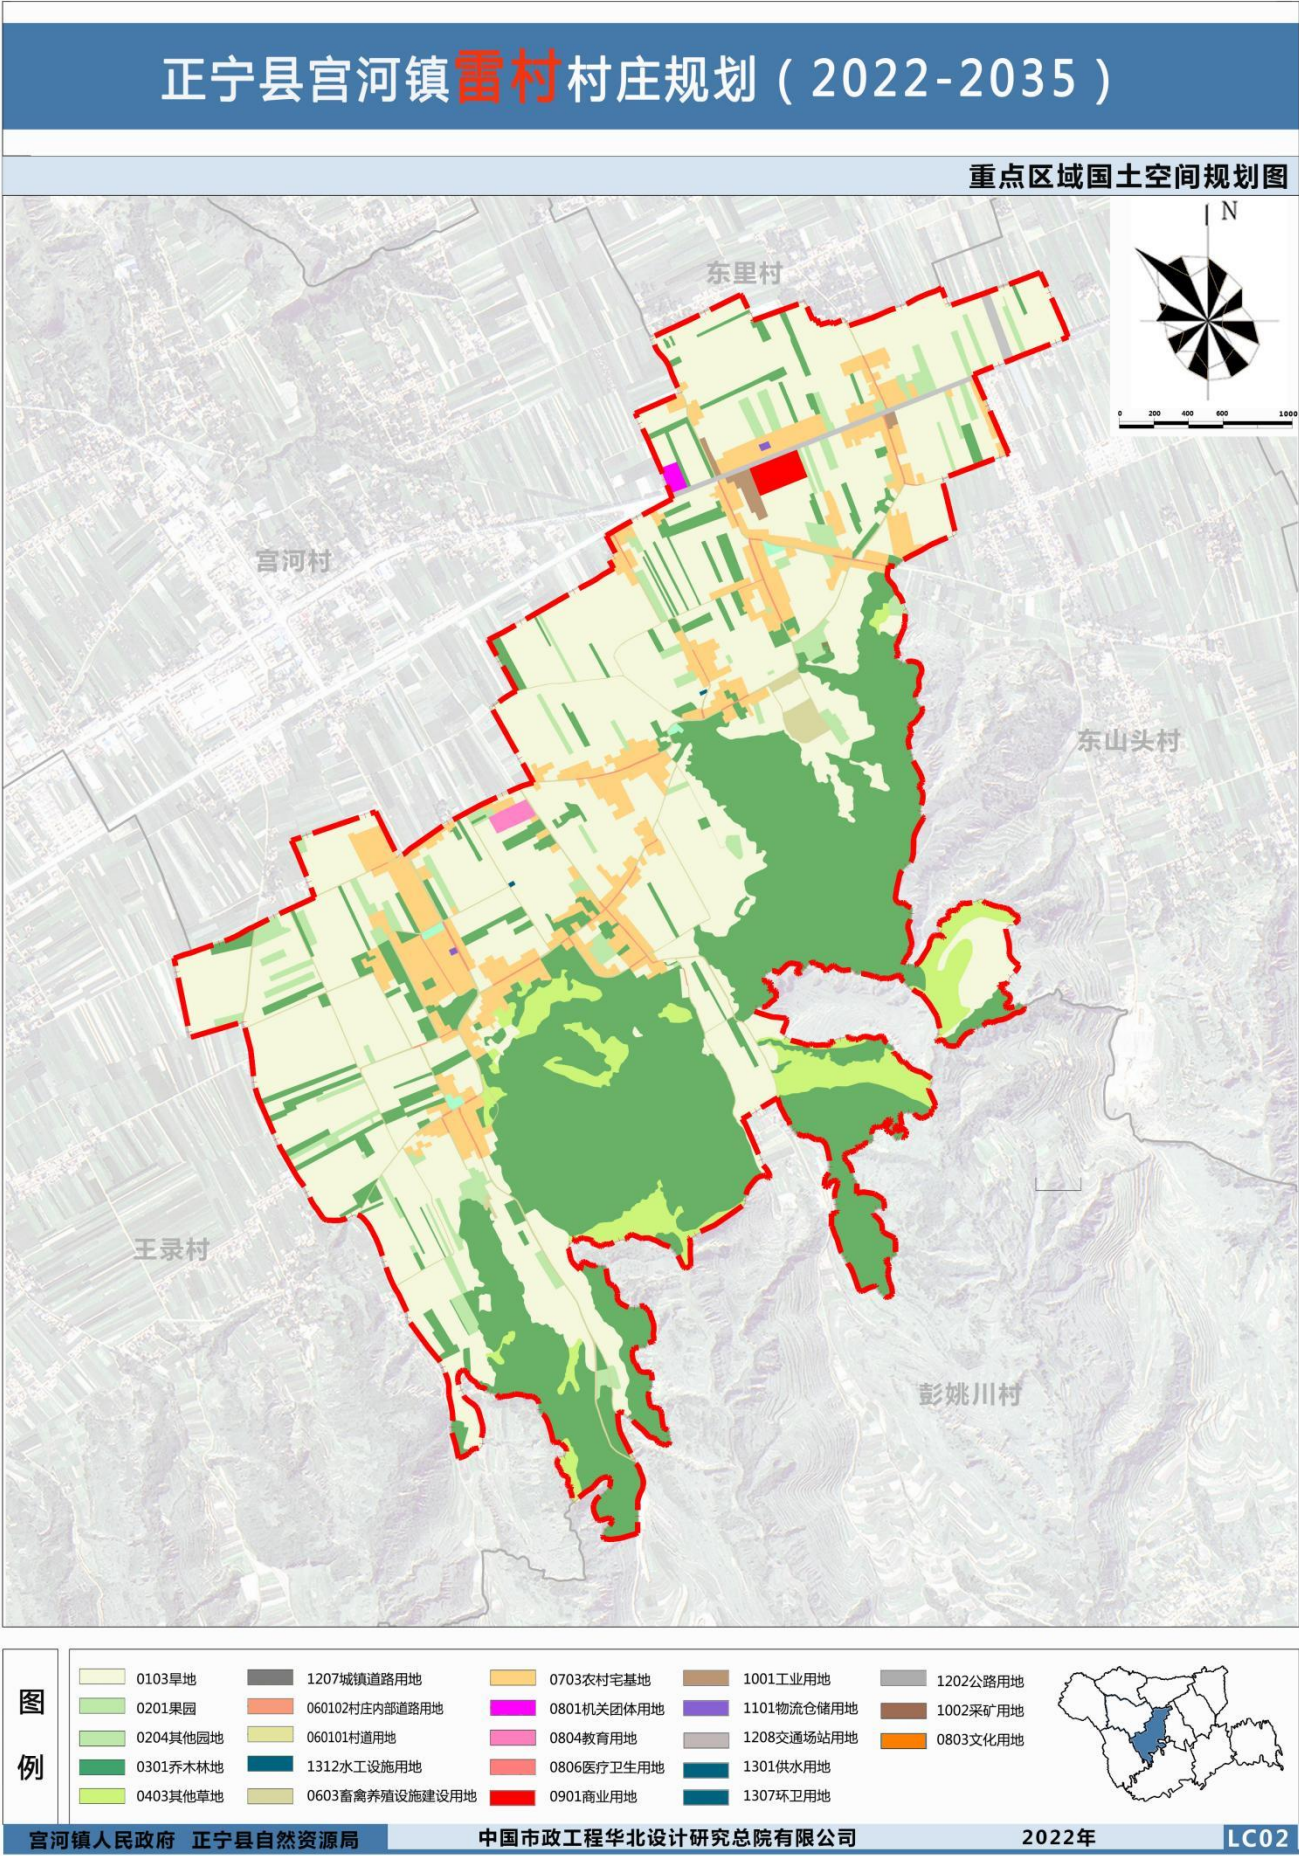 正宁县宫河镇雷村村庄规划（2022-2035）
重点区域国土空间规划图
N
0 200 400 600 1000
东里村
宫河村
东山头村
王录村
彭姚川村
图例
0103旱地
0201果园
0204其他园地
0301乔木林地
0403其他草地
1207城镇道路用地
060102村庄内部道路用地
060101村道用地
1312水工设施用地
0603畜禽养殖设施建设用地
0703农村宅基地
0801机关团体用地
0804教育用地
0806医疗卫生用地
0901商业用地
1001工业用地
1101物流仓储用地
1208交通场站用地
1301供水用地
1307环卫用地
1202公路用地
1002采矿用地
0803文化用地
宫河镇人民政府 正宁县自然资源局
中国市政工程华北设计研究总院有限公司
2022年
LC02